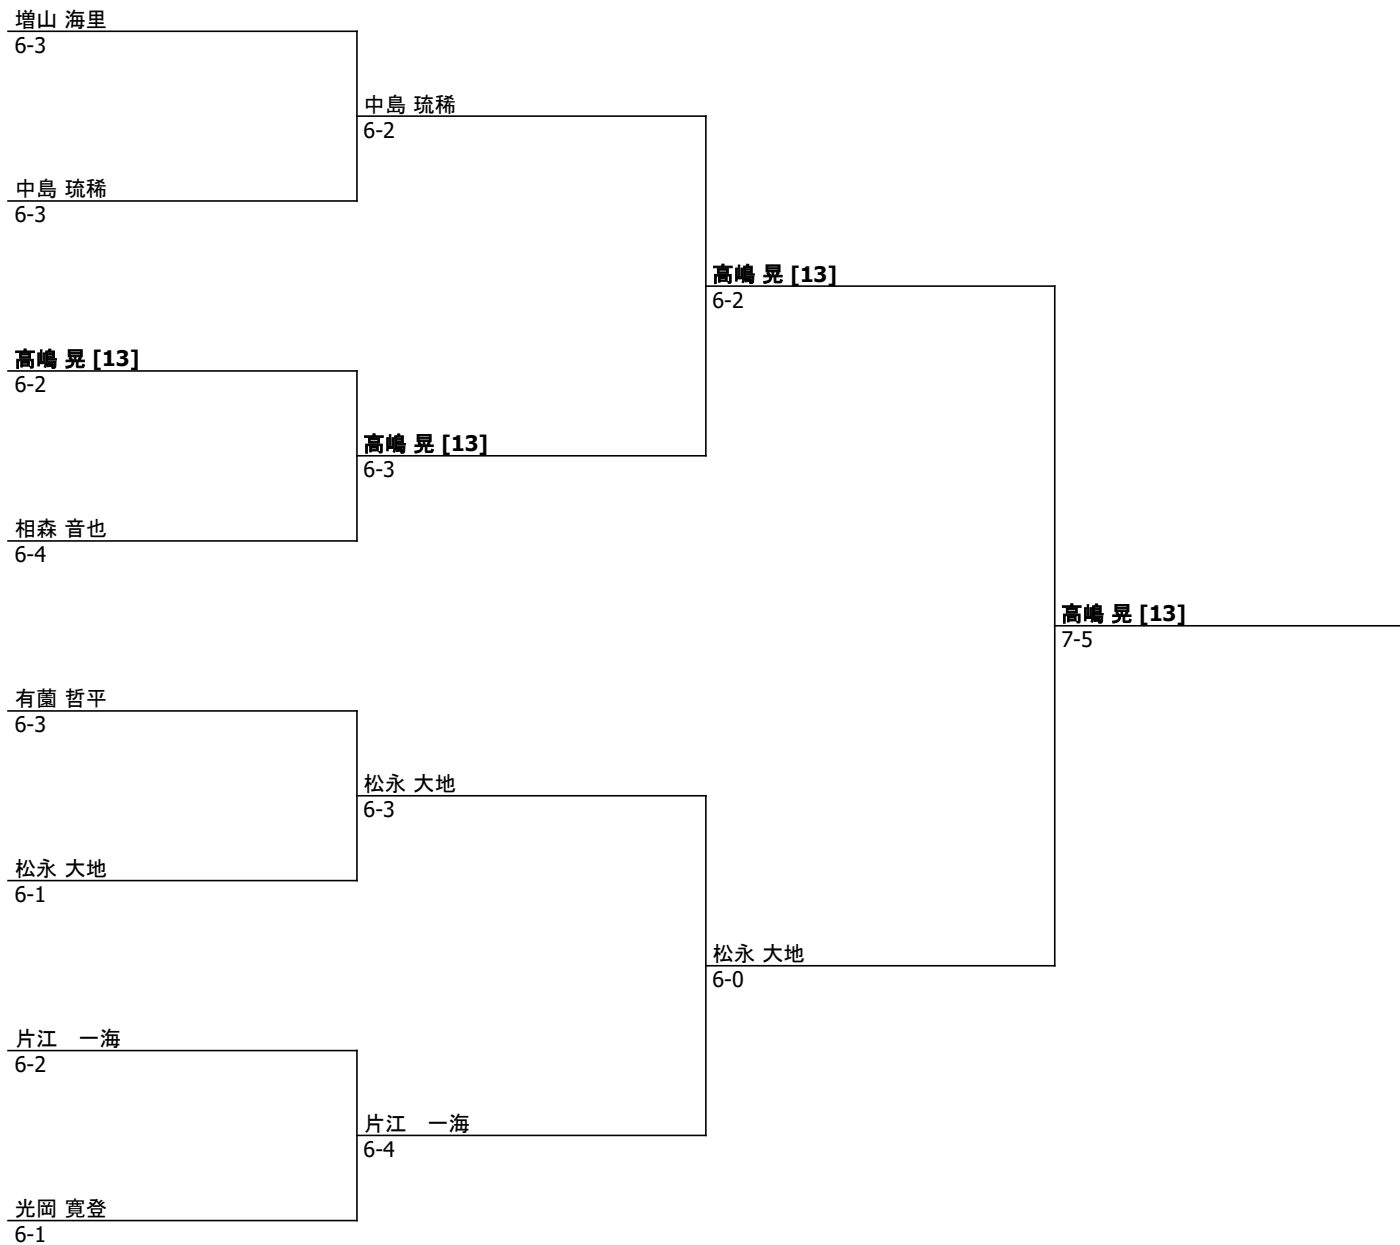 増山 海里
6-3
中島 琉稀
6-2
中島 琉稀
6-3
高嶋 晃 [13]
6-2
高嶋 晃 [13]
6-2
高嶋 晃 [13]
6-3
相森 音也
6-4
高嶋 晃 [13]
7-5
有薗 哲平
6-3
松永 大地
6-3
松永 大地
6-1
松永 大地
6-0
片江　一海
6-2
片江　一海
6-4
光岡 寛登
6-1